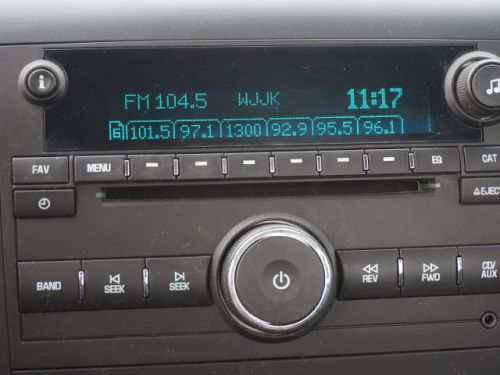 i
FM 104.5 WJJK 11:17
6 101.5 97.1 1300 92.9 95.5 96.1
FAV MENU EQ CAT
EJECT
BAND SEEK SEEK REV FWD CD/
AUX